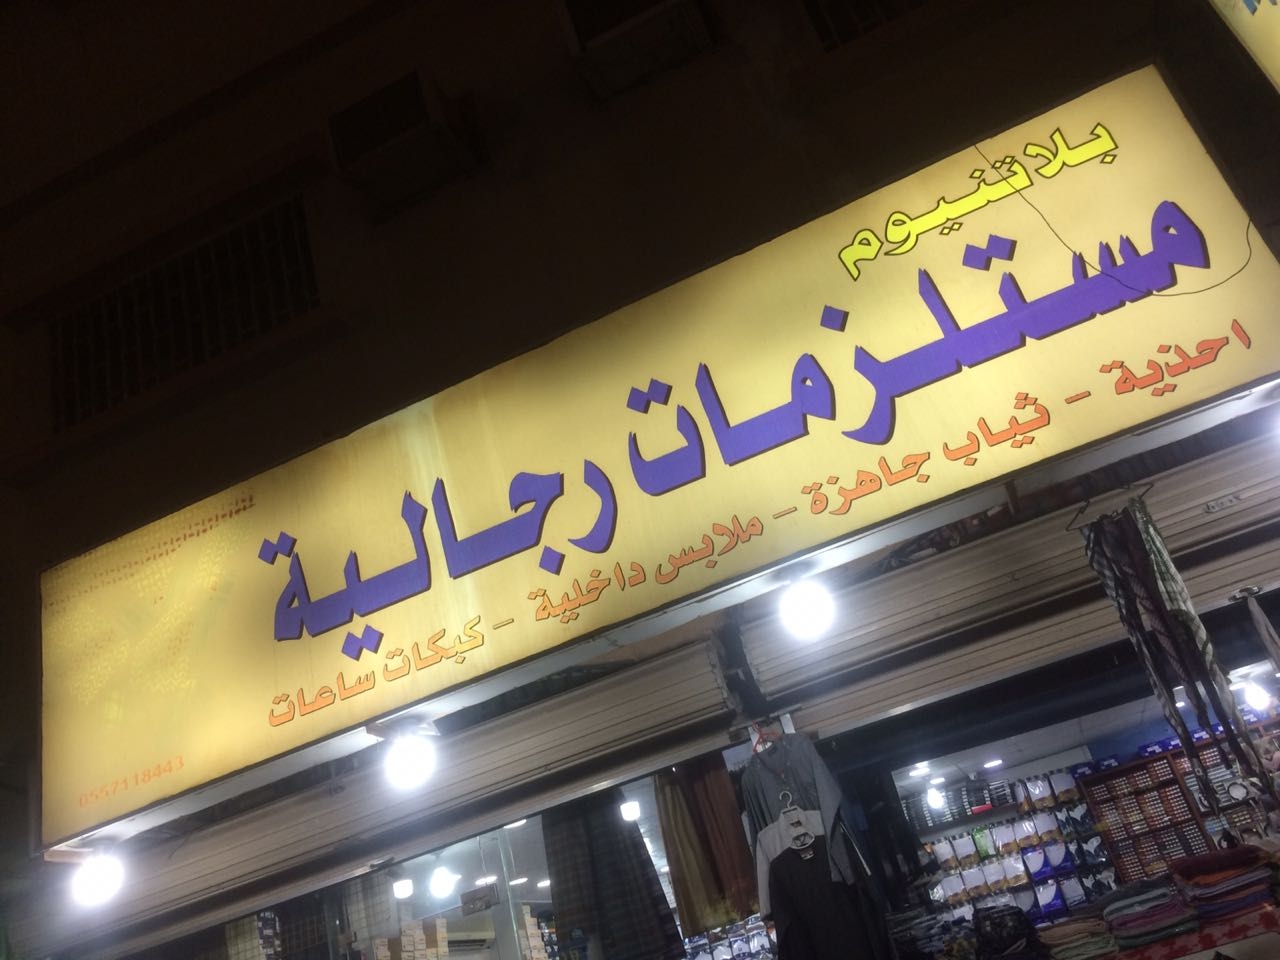 بلاتنيوم
مستلزمات رجالية
احذية - ثياب جاهزة - ملابس داخلية - كبكات ساعات
0557118443